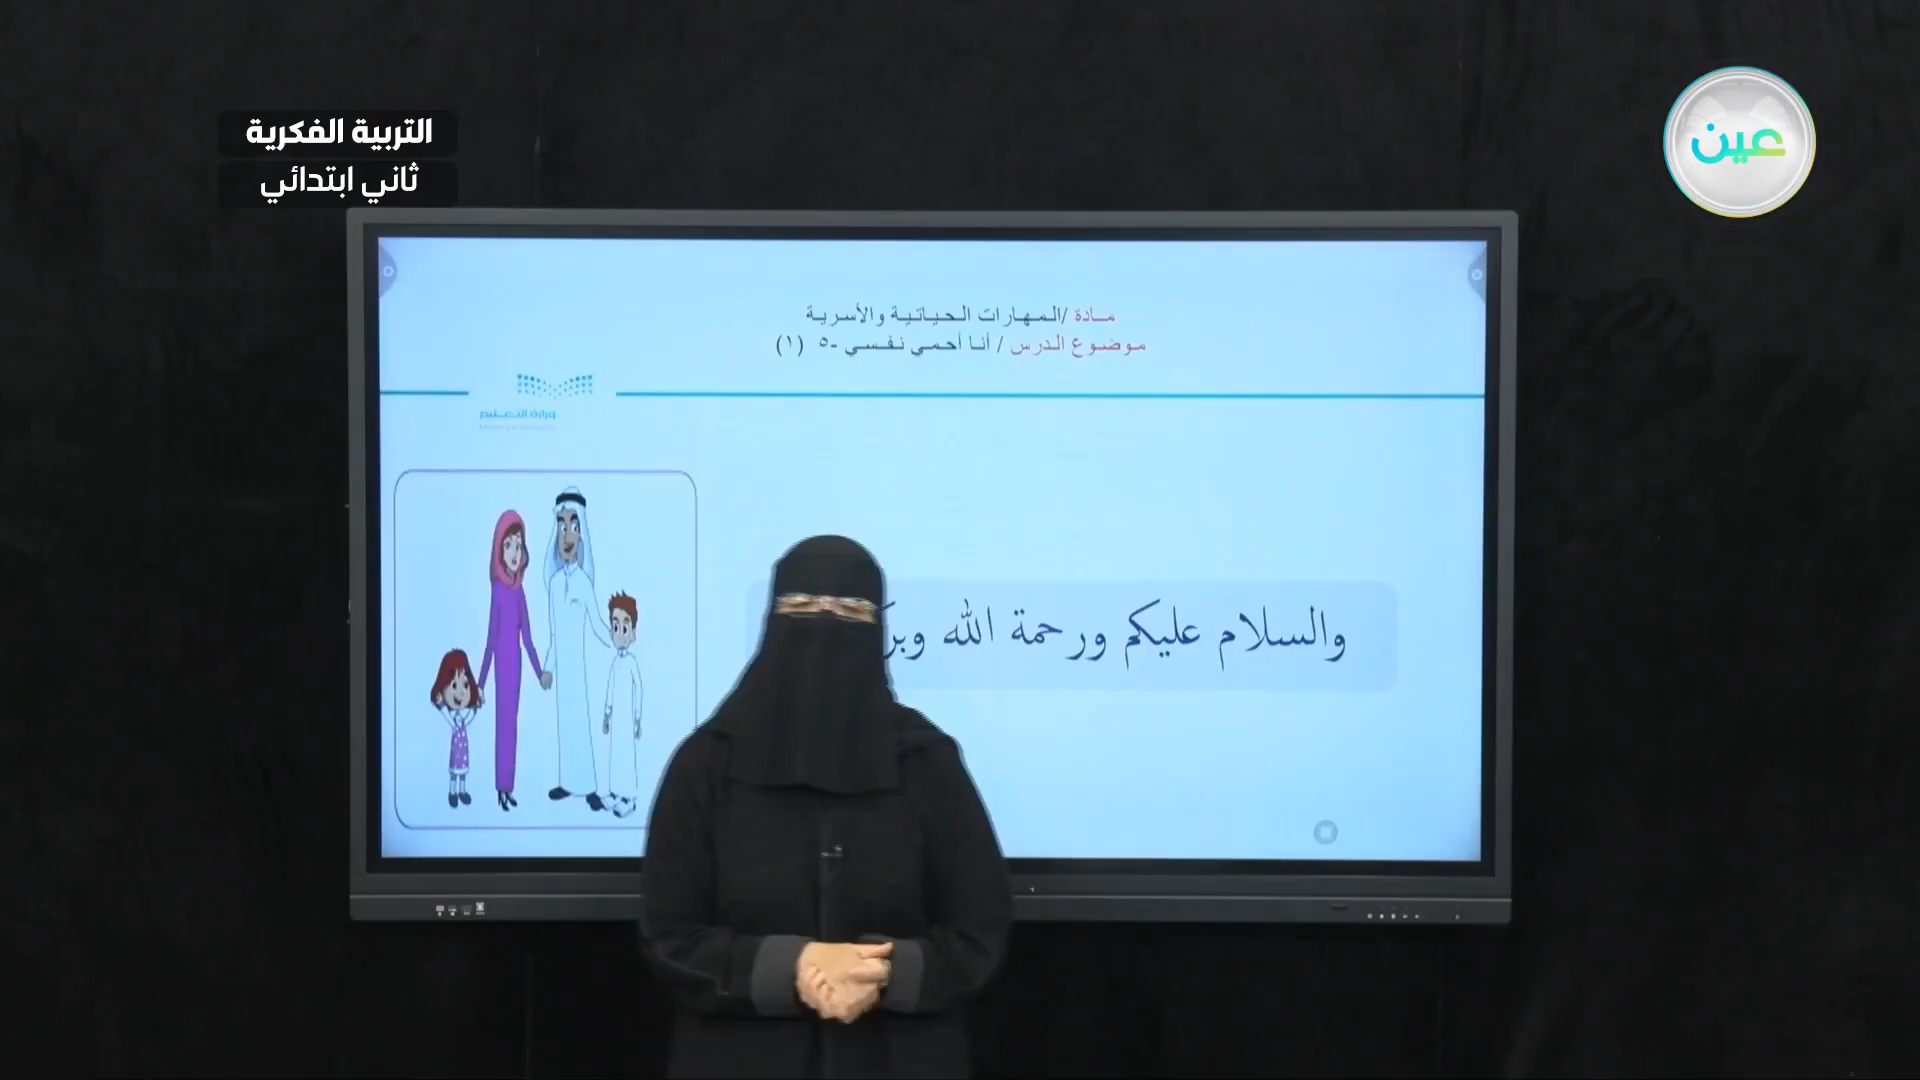 التربية الفكرية
ثاني ابتدائي
عين
مادة / المهارات الحياتية والأسرية
موضوع الدرس / أنا أحمي نفسي -٥ (١)
وزارة التعليم
والسلام عليكم ورحمة الله